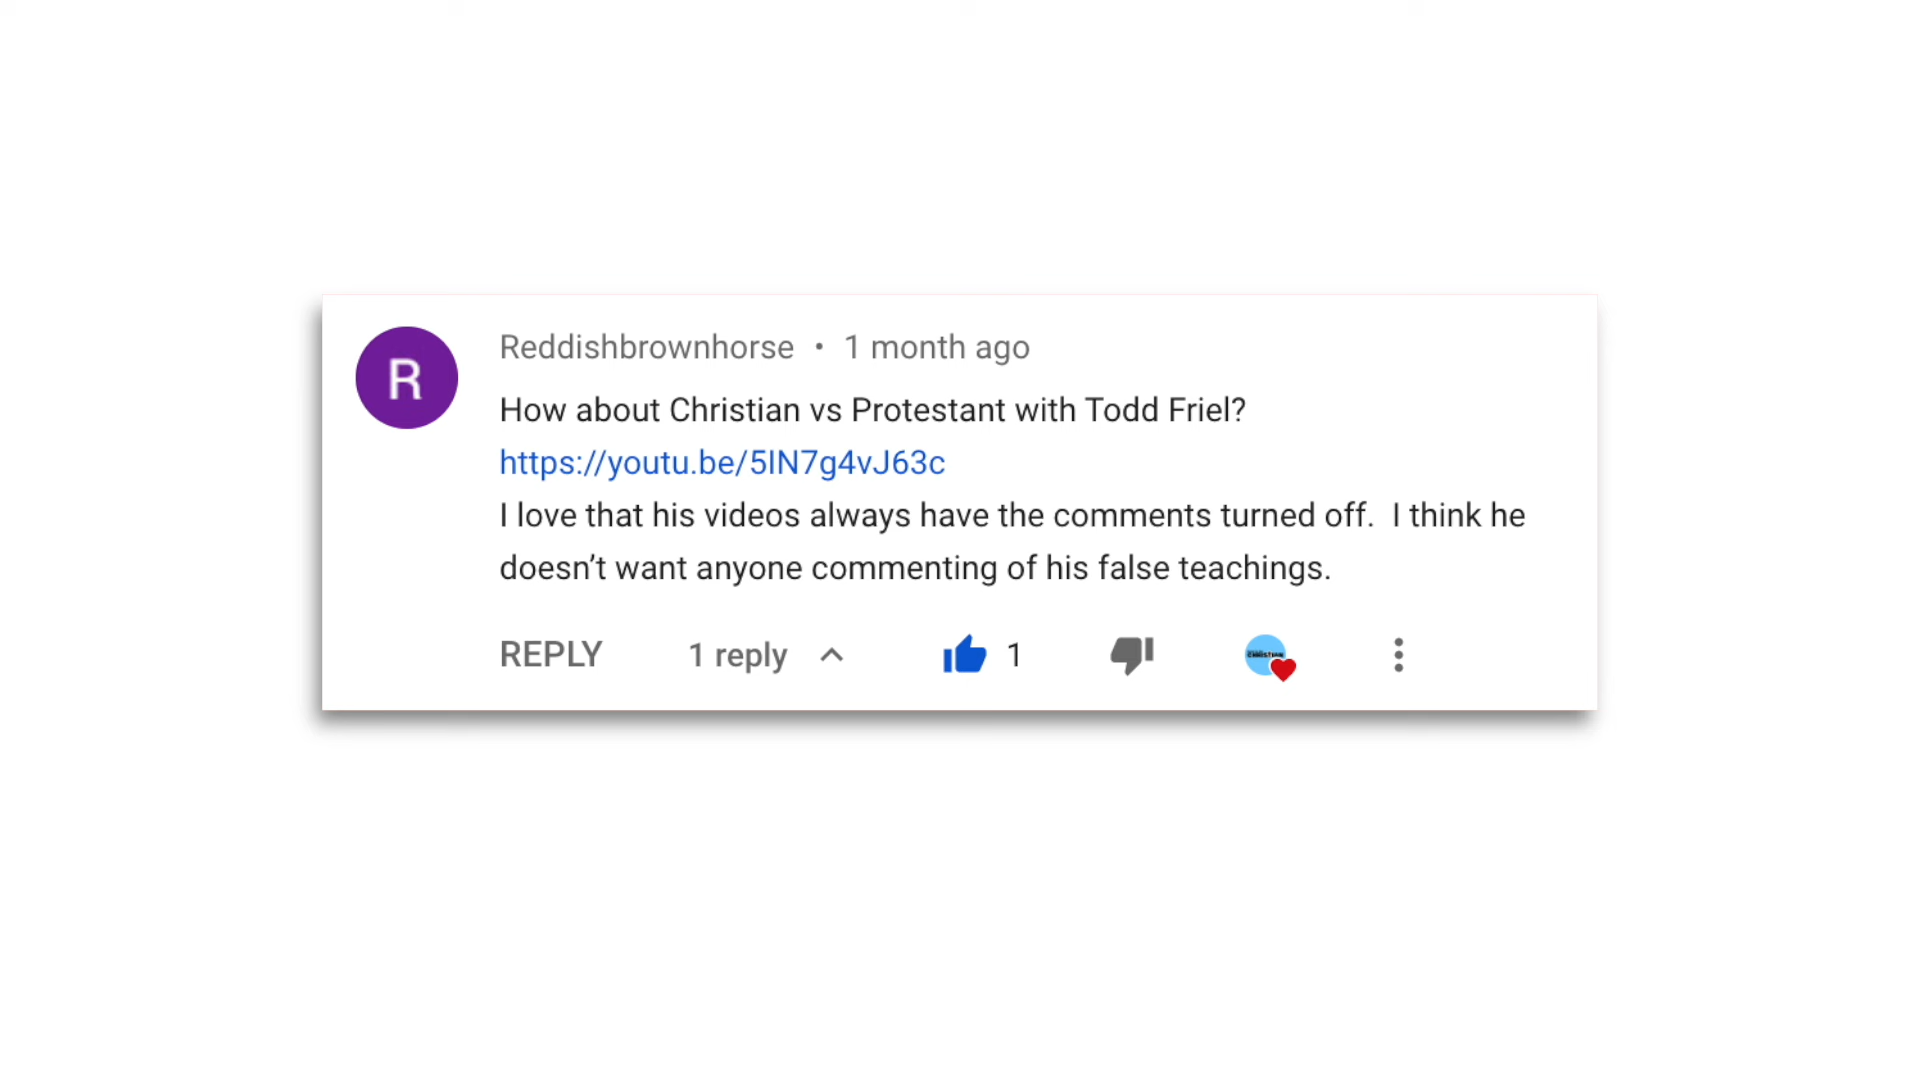 R
Reddishbrownhorse • 1 month ago
How about Christian vs Protestant with Todd Friel?
https://youtu.be/5IN7g4vJ63c
I love that his videos always have the comments turned off.  I think he
doesn’t want anyone commenting of his false teachings.
REPLY 1 reply 1
CHRISTIAN